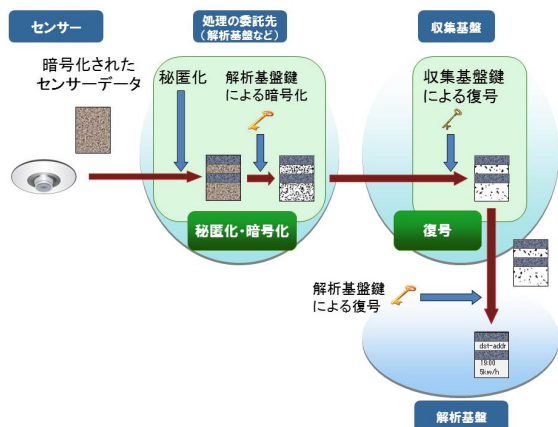 センサー
処理の委託先
（解析基盤など）
収集基盤
暗号化された
センサーデータ
秘匿化
解析基盤鍵
による暗号化
収集基盤鍵
による復号
秘匿化・暗号化
復号
解析基盤鍵
による復号
dst-addr
19:00
5km/h
解析基盤